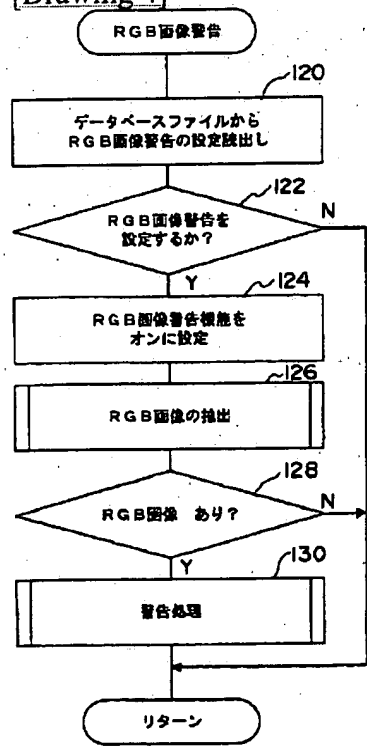 [Drawing 4]
RGB画像警告
120
データベースファイルから
RGB画像警告の設定読出し
122
RGB画像警告を
設定するか?
N
Y
124
RGB画像警告機能を
オンに設定
126
RGB画像の抽出
128
RGB画像 あり?
N
Y
130
警告処理
リターン